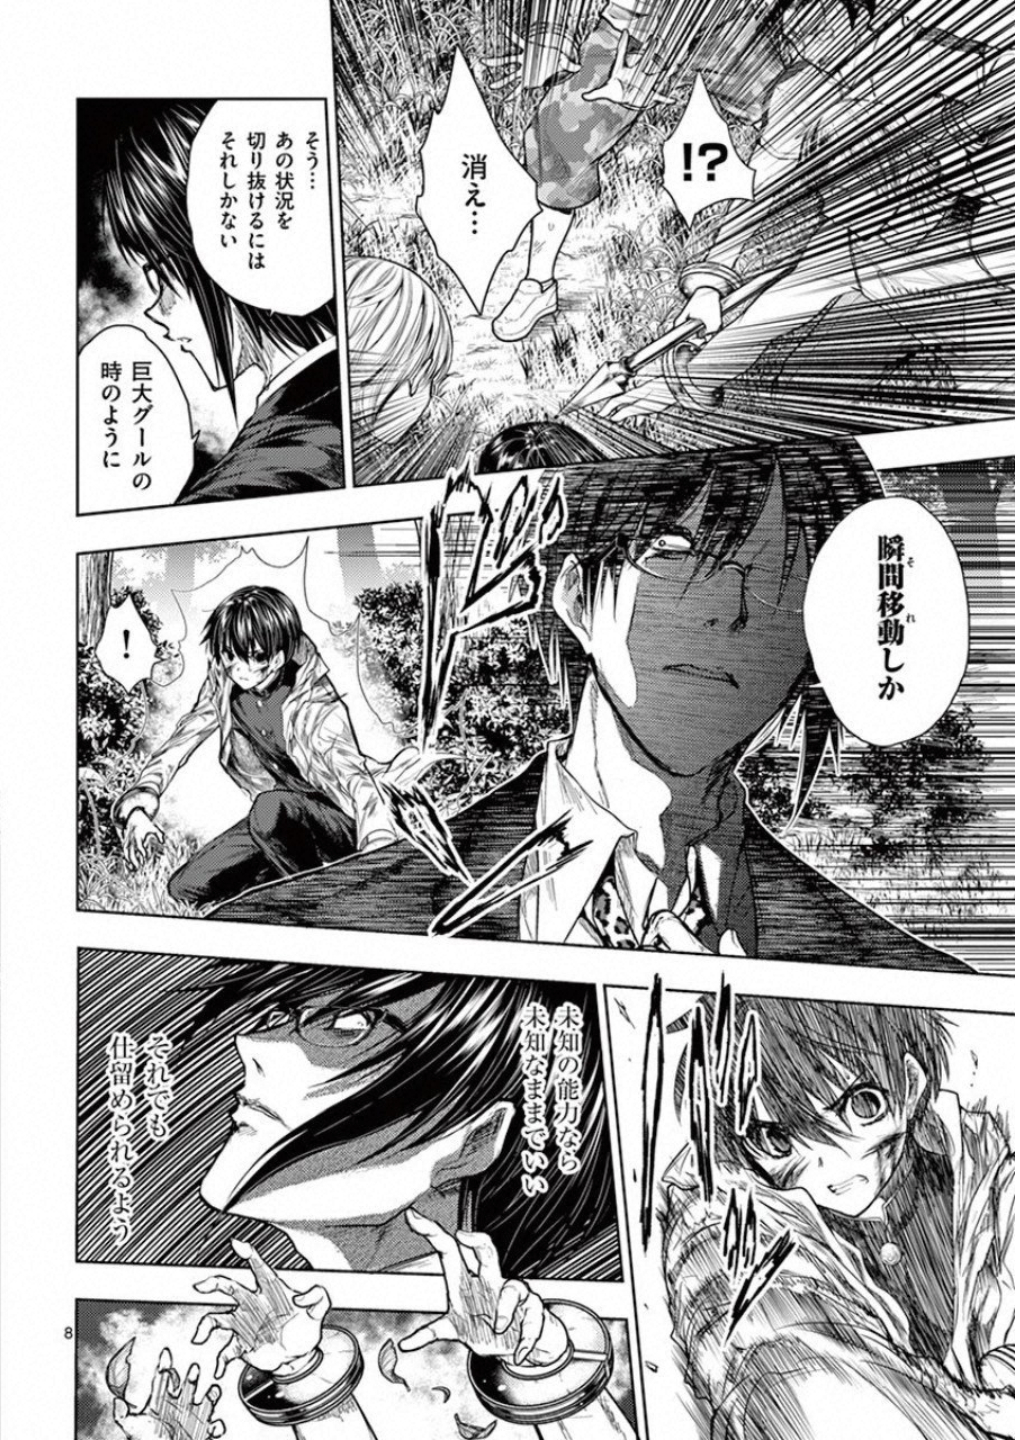 !?
消え…
そう…
あの状況を
切り抜けるには
それしかない
巨大グールの
時のように
瞬間移動しか
それ
！
未知の能力なら
未知なままでいい
それでも
仕留められるよう
8